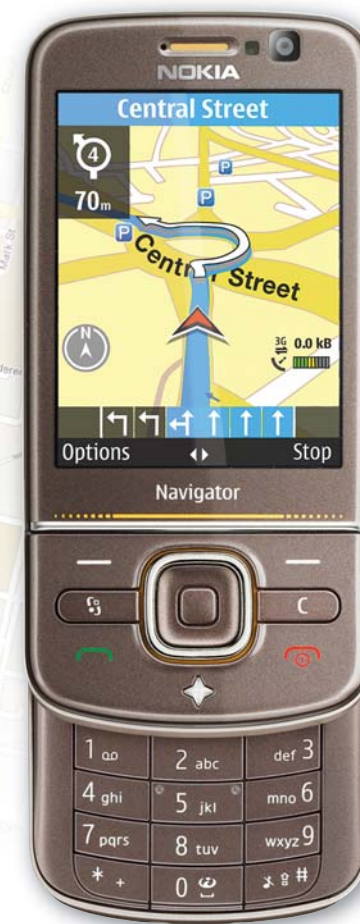 NOKIA
Central Street
4
70m
P
P
P
Central Street
N
3G 0.0 kB
Options Stop
Navigator
C
1 2 abc def 3
4 ghi 5 jkl mno 6
7 pqrs 8 tuv wxyz 9
* + 0 #